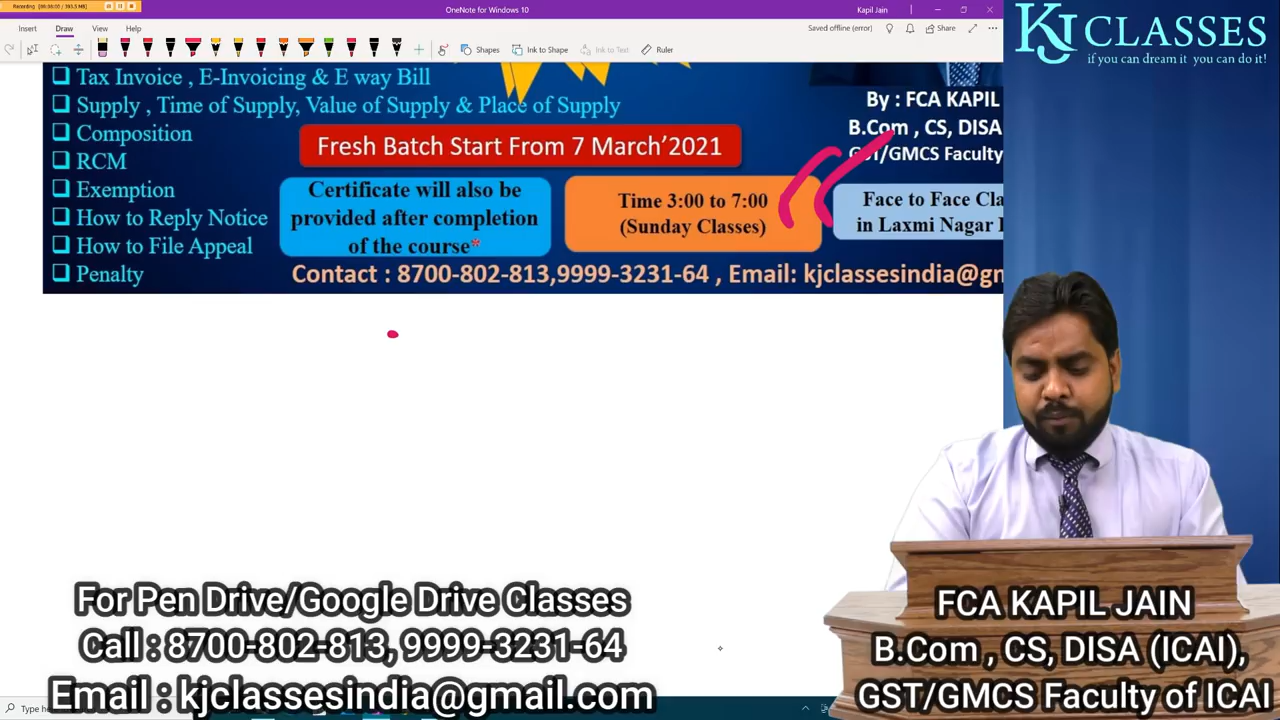 Recording
OneNote for Windows 10
Kapil Jain
Insert Draw View Help
Saved offline (error) Share
Shapes Ink to Shape Ink to Text Ruler
Tax Invoice , E-Invoicing & E way Bill
Supply , Time of Supply, Value of Supply & Place of Supply
Composition
RCM
Exemption
How to Reply Notice
How to File Appeal
Penalty
Fresh Batch Start From 7 March'2021
Certificate will also be
provided after completion
of the course*
Time 3:00 to 7:00
(Sunday Classes)
By : FCA KAPIL
B.Com , CS, DISA
GST/GMCS Faculty
Face to Face Cla
in Laxmi Nagar
Contact : 8700-802-813,9999-3231-64 , Email: kjclassesindia@gm
KJ CLASSES
if you can dream it you can do it!
For Pen Drive/Google Drive Classes
Call : 8700-802-813, 9999-3231-64
Email : kjclassesindia@gmail.com
FCA KAPIL JAIN
B.Com , CS, DISA (ICAI),
GST/GMCS Faculty of ICAI
Type he